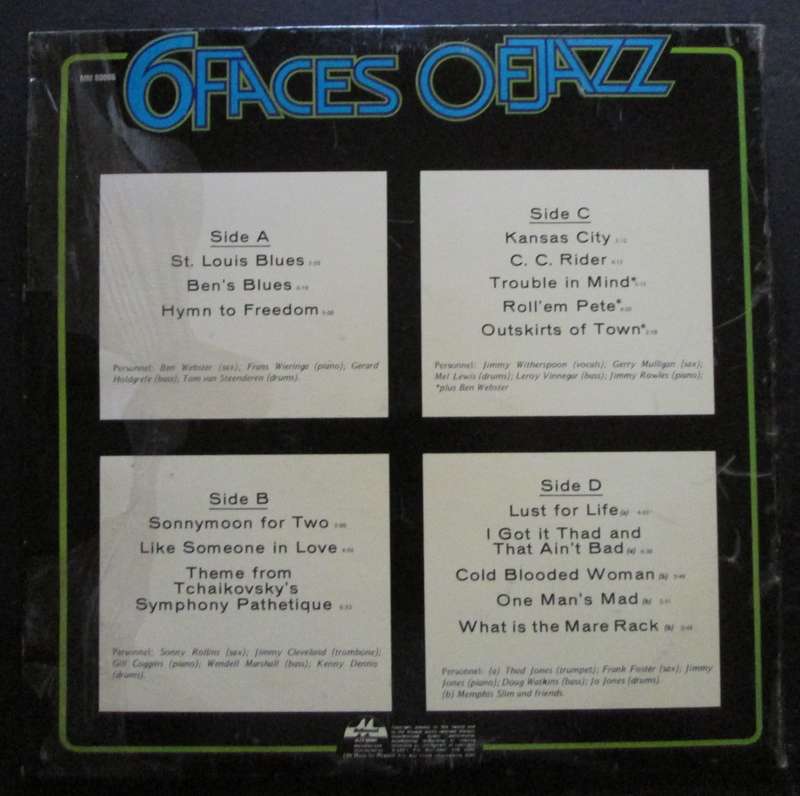 6 FACES OF JAZZ
Side A
St. Louis Blues
Ben's Blues
Hymn to Freedom
Personnel: Ben Webster (sax); Frans Wieringa (piano); Gerard
Holdgrefe (bass); Tom van Steenderen (drums).
Side B
Sonnymoon for Two
Like Someone in Love
Theme from
Tchaikovsky's
Symphony Pathetique
Personnel: Sonny Rollins (sax); Jimmy Cleveland (trombone);
Gill Coggins (piano); Wendell Marshall (bass); Kenny Dennis
(drums).
Side C
Kansas City
C. C. Rider
Trouble in Mind*
Roll'em Pete*
Outskirts of Town*
Personnel: Jimmy Witherspoon (vocals); Gerry Mulligan (sax);
Mel Lewis (drums); Leroy Vinnegar (bass); Jimmy Rowles (piano);
*plus Ben Webster
Side D
Lust for Life (a)
I Got it Thad and
That Ain't Bad (a)
Cold Blooded Woman (b)
One Man's Mad (b)
What is the Mare Rack (b)
Personnel: (a) Thad Jones (trumpet); Frank Foster (sax); Jimmy
Jones (piano); Doug Watkins (bass); Jo Jones (drums)
(b) Memphis Slim and friends.